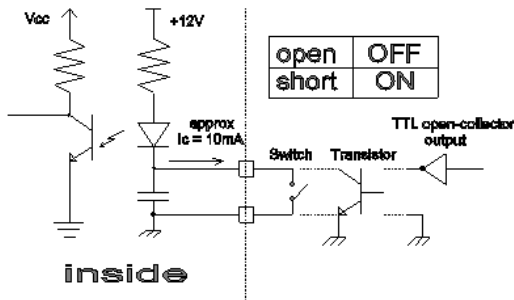 Vcc
+12V
open OFF
short ON
approx
Ic = 10mA
TTL open-collector
output
Switch
Transistor
inside